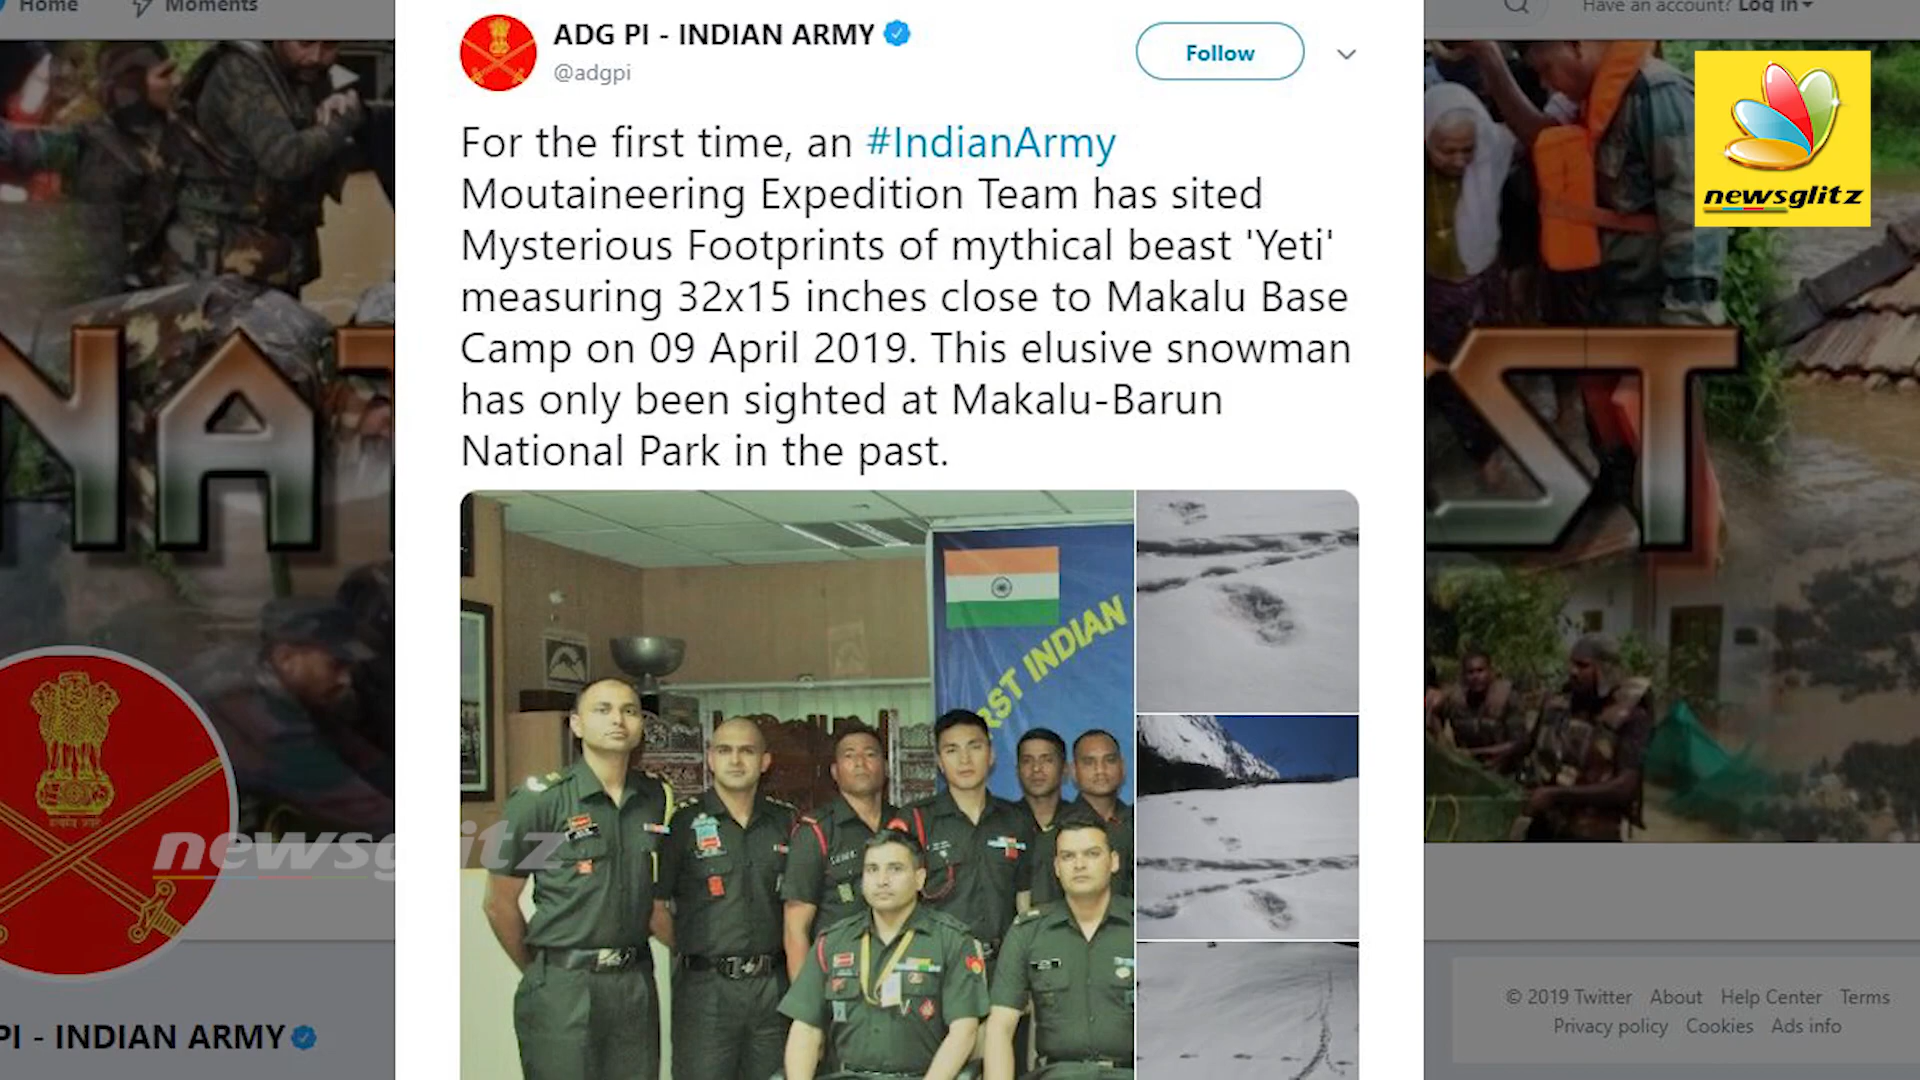 Home
Moments
Have an account? Log in
ADG PI - INDIAN ARMY
@adgpi
Follow
For the first time, an #IndianArmy
Moutaineering Expedition Team has sited
Mysterious Footprints of mythical beast 'Yeti'
measuring 32x15 inches close to Makalu Base
Camp on 09 April 2019. This elusive snowman
has only been sighted at Makalu-Barun
National Park in the past.
newsglitz
NAT
ST
RST INDIAN
newsglitz
PI - INDIAN ARMY
© 2019 Twitter About Help Center Terms
Privacy policy Cookies Ads info